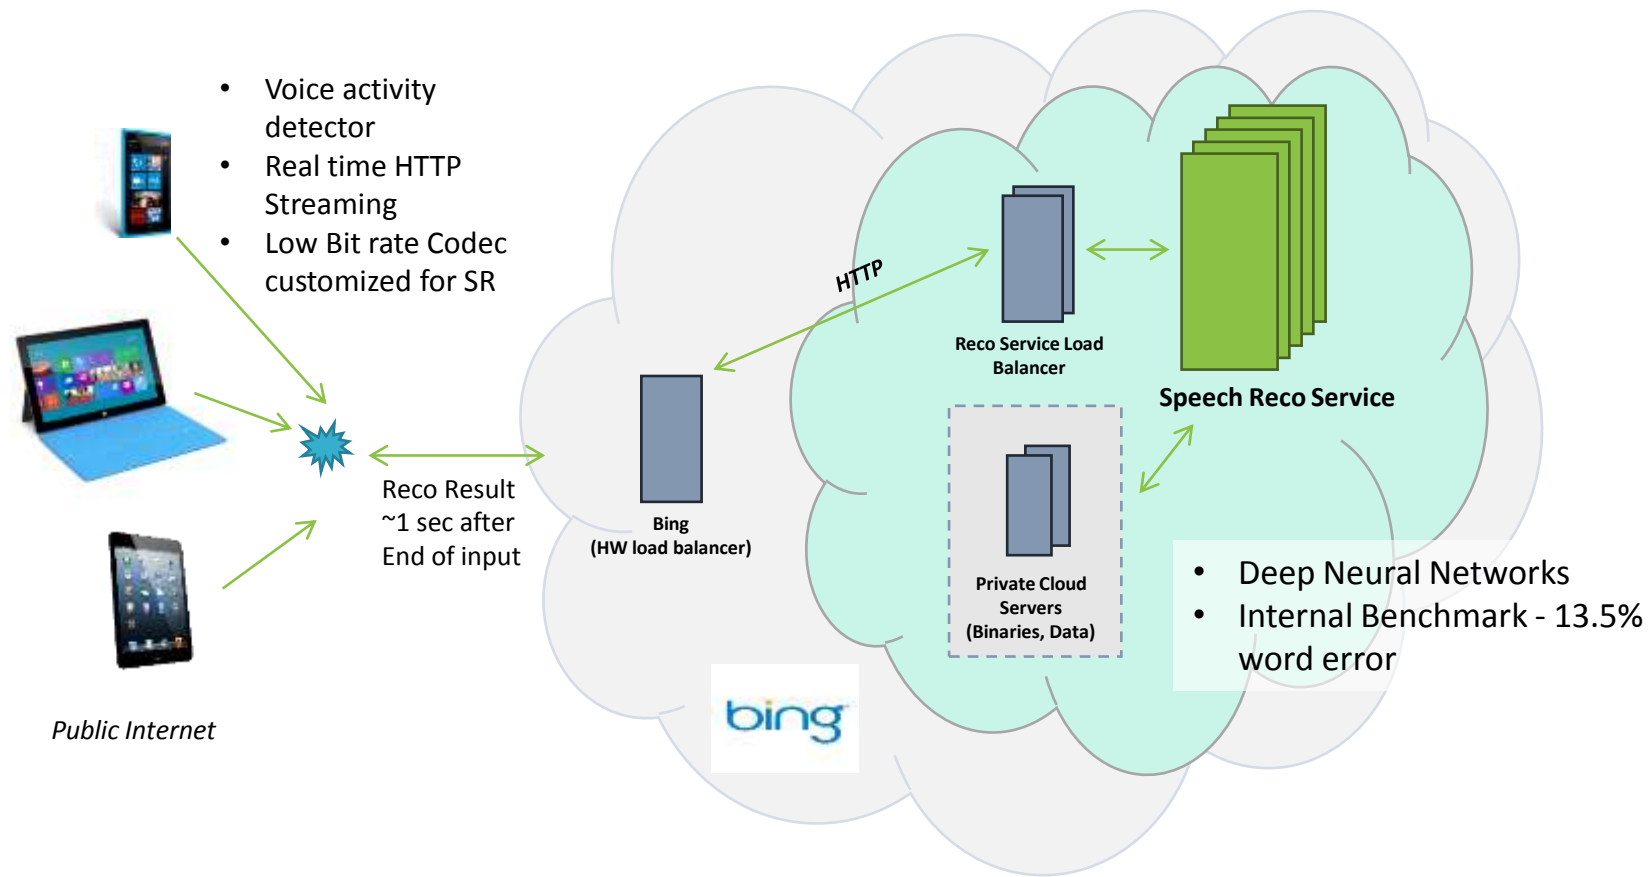 • Voice activity
detector
• Real time HTTP
Streaming
• Low Bit rate Codec
customized for SR
HTTP
Reco Service Load
Balancer
Speech Reco Service
Reco Result
~1 sec after
End of input
Bing
(HW load balancer)
Private Cloud
Servers
(Binaries, Data)
• Deep Neural Networks
• Internal Benchmark - 13.5%
word error
bing
Public Internet